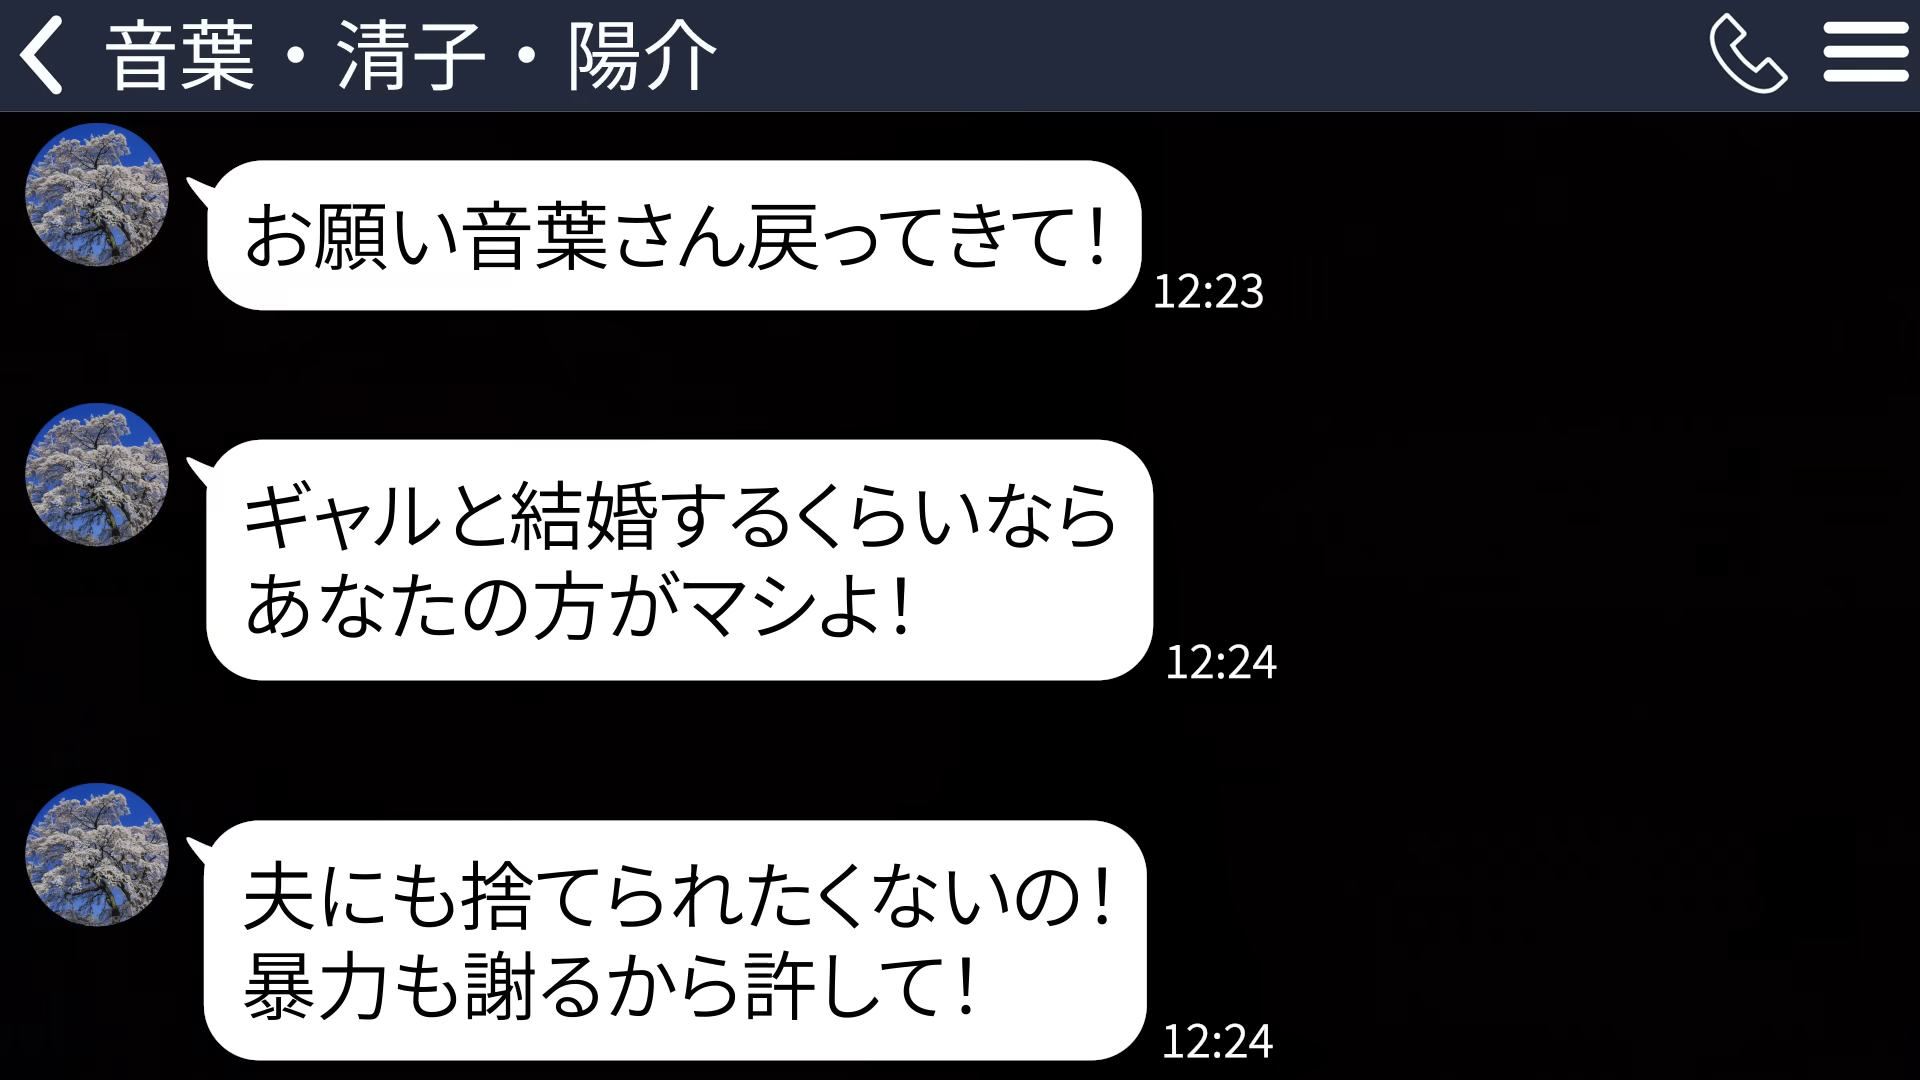 音葉・清子・陽介
お願い音葉さん戻ってきて！
12:23
ギャルと結婚するくらいなら
あなたの方がマシよ！
12:24
夫にも捨てられたくないの！
暴力も謝るから許して！
12:24